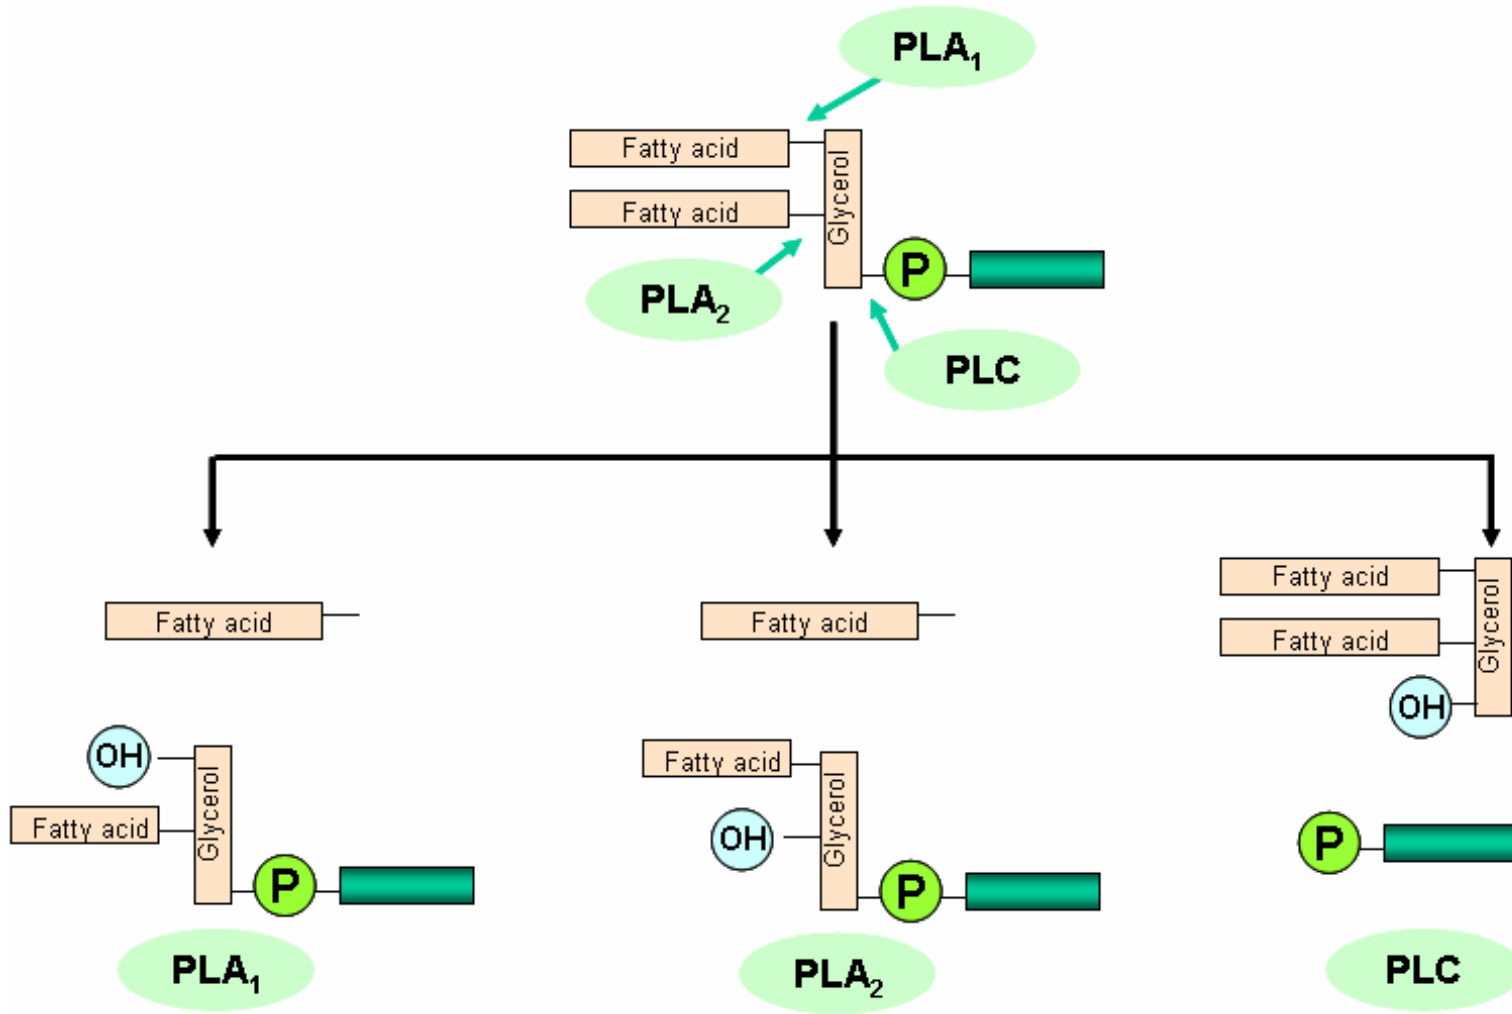 PLA₁
Fatty acid
Fatty acid
Glycerol
P
PLA₂
PLC
Fatty acid
Fatty acid
Fatty acid
Glycerol
Fatty acid
OH
OH
Glycerol
Fatty acid
P
Fatty acid
Glycerol
OH
P
P
PLA₁
PLA₂
PLC